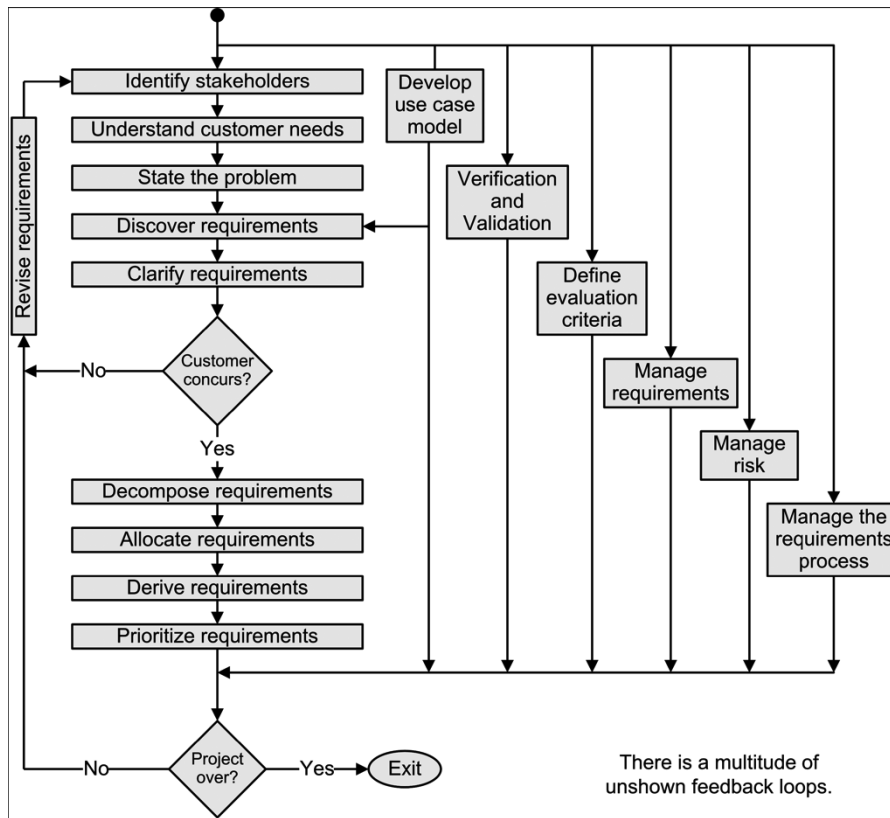 Identify stakeholders
Understand customer needs
State the problem
Discover requirements
Clarify requirements
Revise requirements
Customer
concurs?
No
Yes
Decompose requirements
Allocate requirements
Derive requirements
Prioritize requirements
Project
over?
No
Yes
Exit
Develop
use case
model
Verification
and
Validation
Define
evaluation
criteria
Manage
requirements
Manage
risk
Manage the
requirements
process
There is a multitude of
unshown feedback loops.